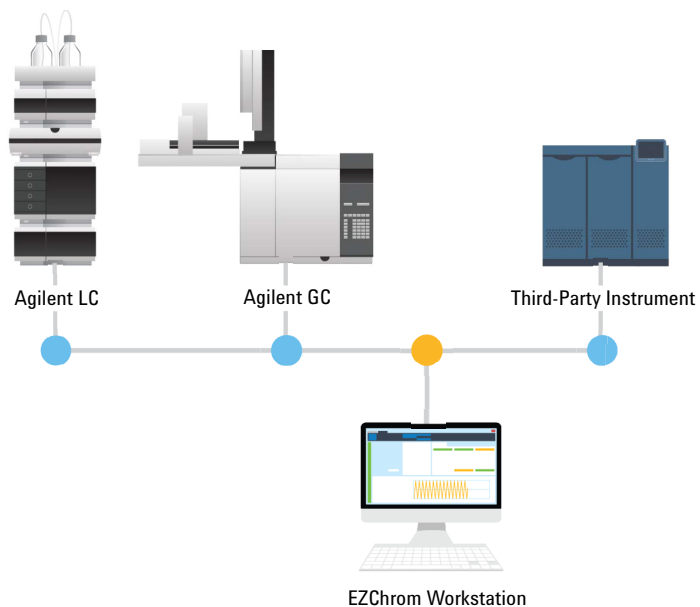 Agilent LC
Agilent GC
Third-Party Instrument
EZChrom Workstation